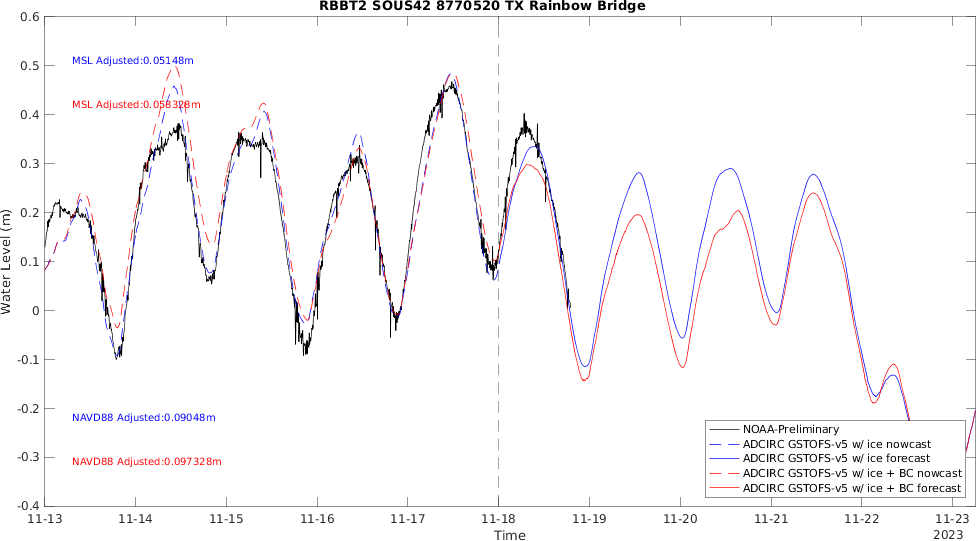 RBBT2 SOUS42 8770520 TX Rainbow Bridge
0.6
0.5
0.4
0.3
0.2
0.1
0
-0.1
-0.2
-0.3
-0.4
Water Level (m)
MSL Adjusted:0.05148m
MSL Adjusted:0.058328m
NAVD88 Adjusted:0.09048m
NAVD88 Adjusted:0.097328m
NOAA-Preliminary
ADCIRC GSTOFS-v5 w/ ice nowcast
ADCIRC GSTOFS-v5 w/ ice forecast
ADCIRC GSTOFS-v5 w/ ice + BC nowcast
ADCIRC GSTOFS-v5 w/ ice + BC forecast
11-13 11-14 11-15 11-16 11-17 11-18 11-19 11-20 11-21 11-22 11-23
Time
2023